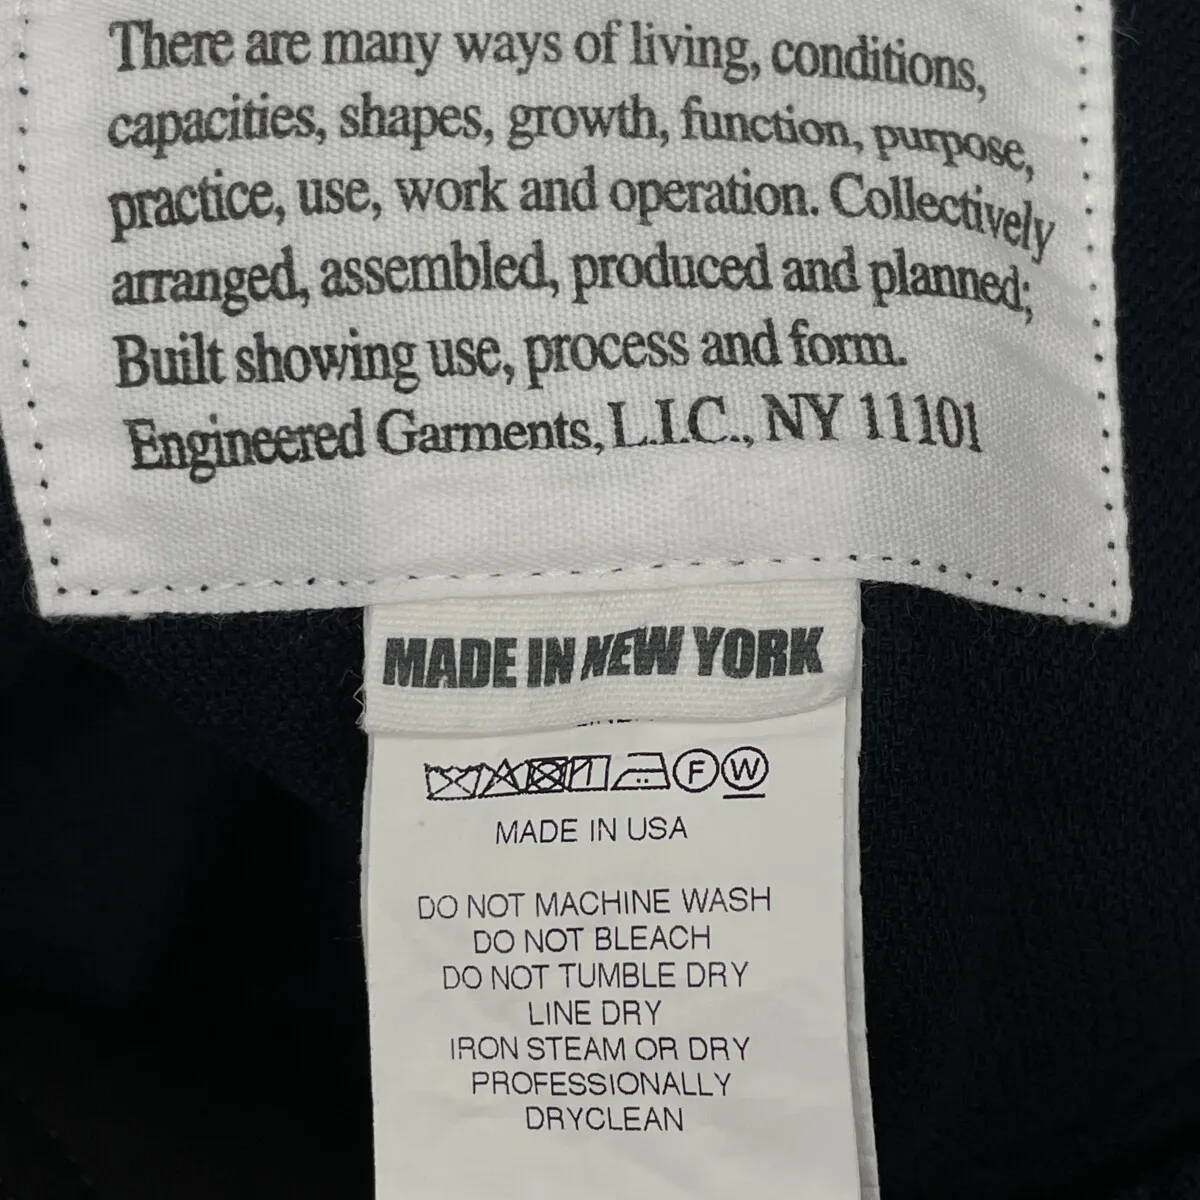 There are many ways of living, conditions,
capacities, shapes, growth, function, purpose,
practice, use, work and operation. Collectively
arranged, assembled, produced and planned;
Built showing use, process and form.
Engineered Garments, L.I.C., NY 11101
MADE IN NEW YORK
F W
MADE IN USA
DO NOT MACHINE WASH
DO NOT BLEACH
DO NOT TUMBLE DRY
LINE DRY
IRON STEAM OR DRY
PROFESSIONALLY
DRYCLEAN